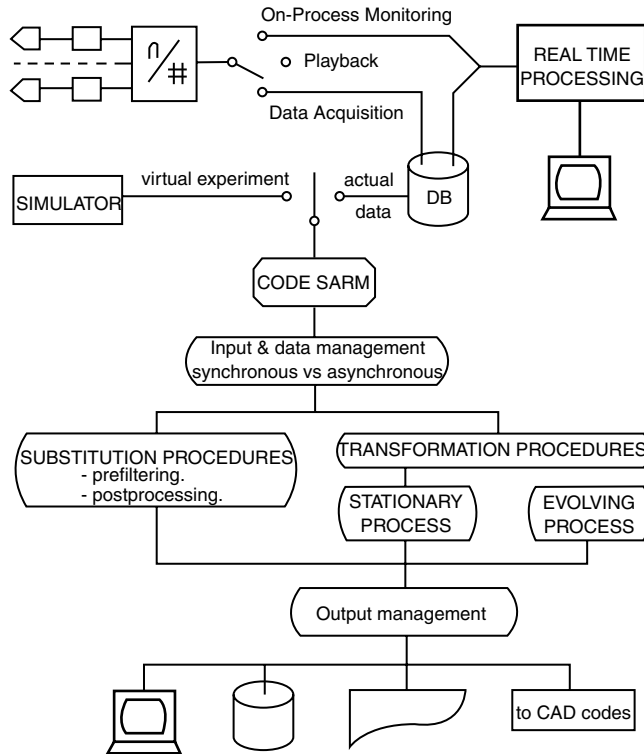 On-Process Monitoring
Playback
Data Acquisition
REAL TIME
PROCESSING
virtual experiment
actual
data
DB
SIMULATOR
CODE SARM
Input & data management
synchronous vs asynchronous
SUBSTITUTION PROCEDURES
- prefiltering.
- postprocessing.
TRANSFORMATION PROCEDURES
STATIONARY
PROCESS
EVOLVING
PROCESS
Output management
to CAD codes